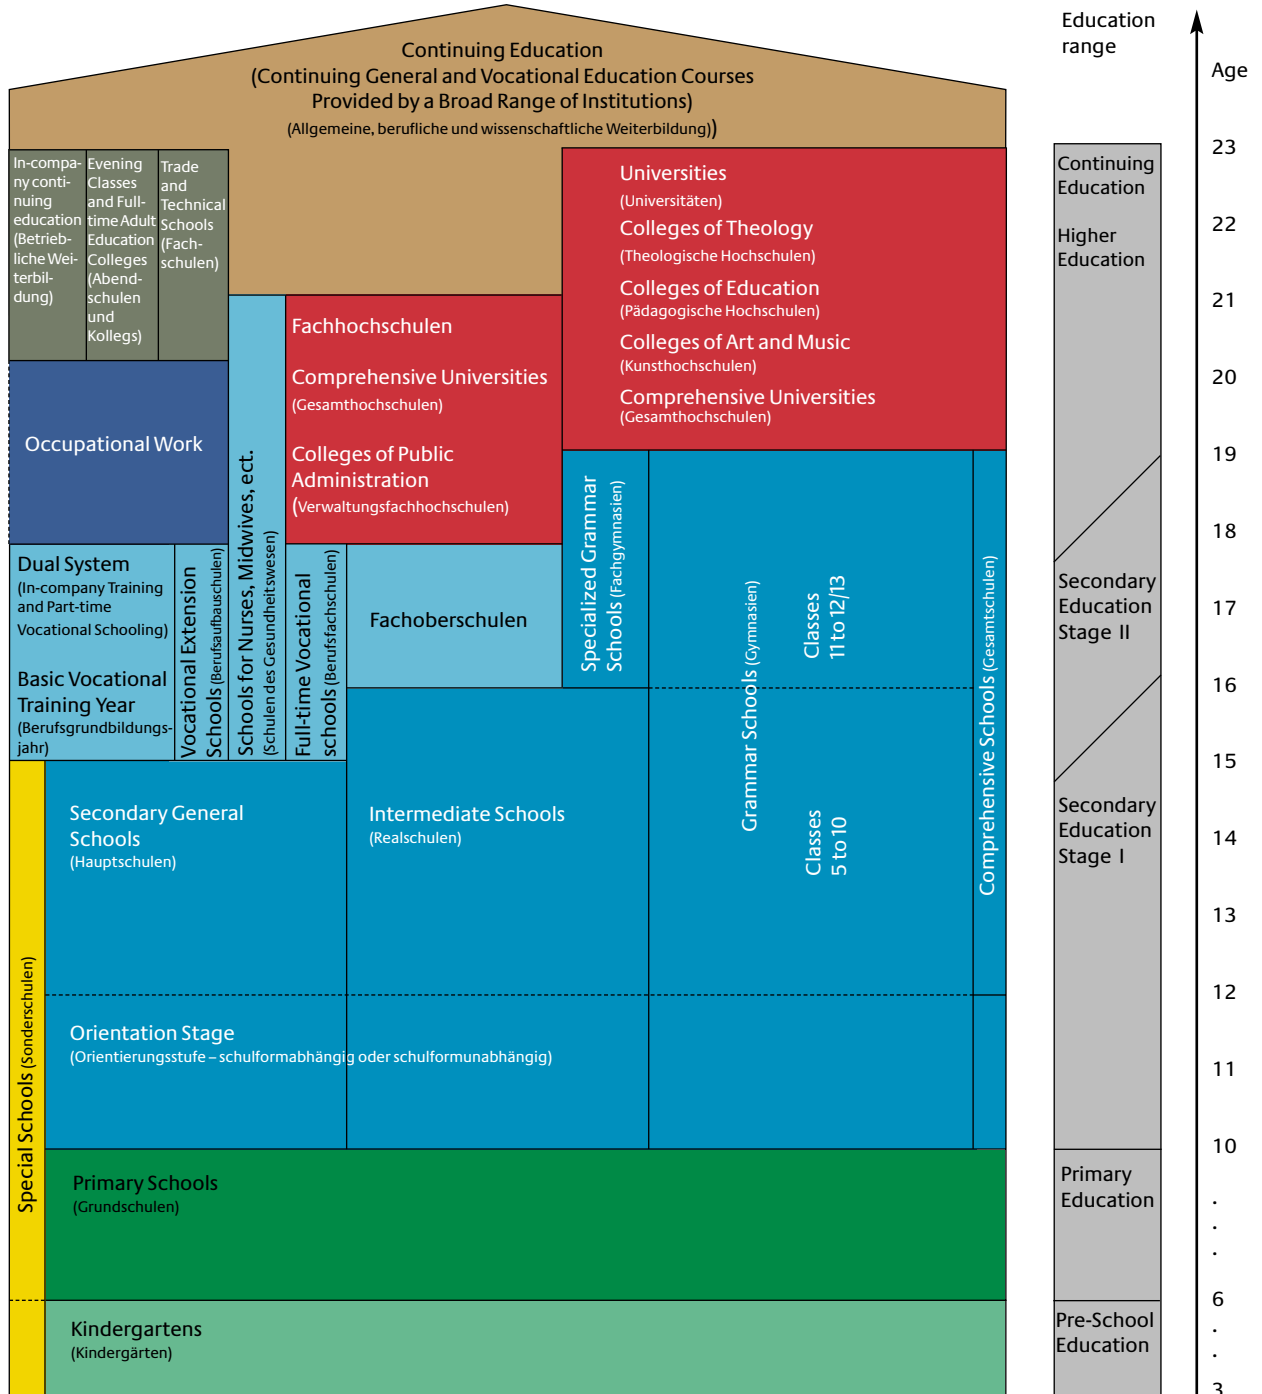 Education
range
Age
Continuing Education
(Continuing General and Vocational Education Courses
Provided by a Broad Range of Institutions)
(Allgemeine, berufliche und wissenschaftliche Weiterbildung))
In-compa-
ny conti-
nuing
education
(Betrieb-
liche Wei-
terbil-
dung)
Evening
Classes
and Full-
time Adult
Education
Colleges
(Abend-
schulen
und
Kollegs)
Trade
and
Technical
Schools
(Fach-
schulen)
Universities
(Universitäten)
Colleges of Theology
(Theologische Hochschulen)
Colleges of Education
(Pädagogische Hochschulen)
Colleges of Art and Music
(Kunsthochschulen)
Comprehensive Universities
(Gesamthochschulen)
Fachhochschulen
Comprehensive Universities
(Gesamthochschulen)
Colleges of Public
Administration
(Verwaltungsfachhochschulen)
Occupational Work
Dual System
(In-company Training
and Part-time
Vocational Schooling)
Basic Vocational
Training Year
(Berufsgrundbildungs-
jahr)
Vocational Extension
Schools (Berufsaufbauschulen)
Schools for Nurses, Midwives, ect.
(Schulen des Gesundheitswesen)
Full-time Vocational
schools (Berufsfachschulen)
Fachoberschulen
Specialized Grammar
Schools (Fachgymnasien)
Grammar Schools (Gymnasien)
Classes
11 to 12/13
Classes
5 to 10
Comprehensive Schools (Gesamtschulen)
Secondary General
Schools
(Hauptschulen)
Intermediate Schools
(Realschulen)
Orientation Stage
(Orientierungsstufe – schulformabhängig oder schulformunabhängig)
Special Schools (Sonderschulen)
Primary Schools
(Grundschulen)
Kindergartens
(Kindergärten)
Continuing
Education
Higher
Education
Secondary
Education
Stage II
Secondary
Education
Stage I
Primary
Education
Pre-School
Education
23
22
21
20
19
18
17
16
15
14
13
12
11
10
.
.
.
6
.
.
3